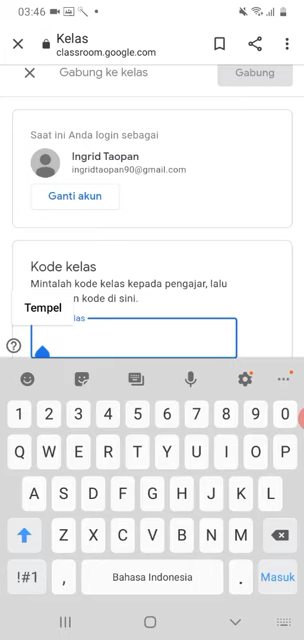 03:46
Kelas
classroom.google.com
Gabung ke kelas
Gabung
Saat ini Anda login sebagai
Ingrid Taopan
ingridtaopan90@gmail.com
Ganti akun
Kode kelas
Mintalah kode kelas kepada pengajar, lalu
n kode di sini.
Tempel
las
1 2 3 4 5 6 7 8 9 0
Q W E R T Y U I O P
A S D F G H J K L
Z X C V B N M
!#1 , Bahasa Indonesia . Masuk